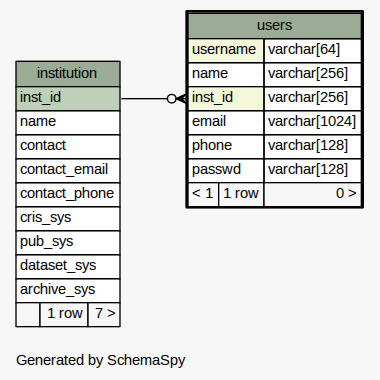 users
username varchar[64]
name varchar[256]
inst_id varchar[256]
email varchar[1024]
phone varchar[128]
passwd varchar[128]
< 1 1 row 0 >
institution
inst_id
name
contact
contact_email
contact_phone
cris_sys
pub_sys
dataset_sys
archive_sys
1 row 7 >
Generated by SchemaSpy